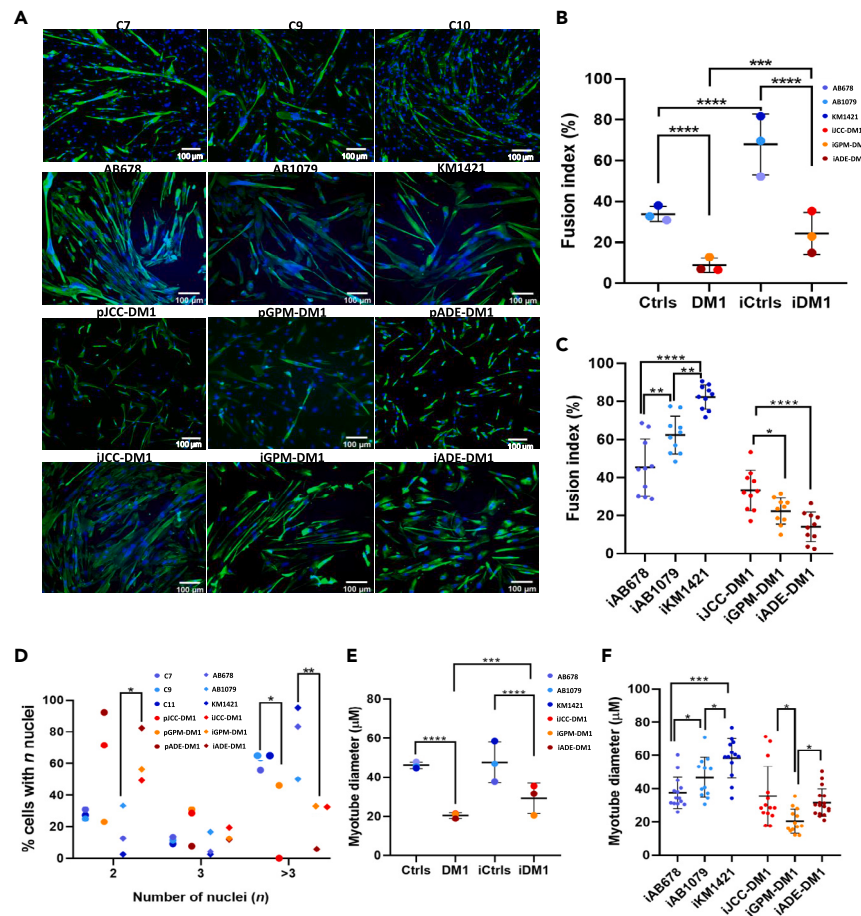 A
C7 C9 C10
100 μm 100 μm 100 μm
AB678 AB1079 KM1421
100 μm 100 μm 100 μm
pJCC-DM1 pGPM-DM1 pADE-DM1
100 μm 100 μm 100 μm
iJCC-DM1 iGPM-DM1 iADE-DM1
100 μm 100 μm 100 μm
B
Fusion index (%)
100
80
60
40
20
0
*** 
**** ****
****
Ctrls DM1 iCtrls iDM1
AB678
AB1079
KM1421
iJCC-DM1
iGPM-DM1
iADE-DM1
C
Fusion index (%)
100
80
60
40
20
0
****
** **
****
*
iAB678 iAB1079 iKM1421 iJCC-DM1 iGPM-DM1 iADE-DM1
D
% cells with n nuclei
100
80
60
40
20
0
C7 AB678
C9 AB1079
C11 KM1421
pJCC-DM1 iJCC-DM1
pGPM-DM1 iGPM-DM1
pADE-DM1 iADE-DM1
* * **
2 3 >3
Number of nuclei (n)
E
Myotube diameter (μM)
80
60
40
20
0
***
**** ****
Ctrls DM1 iCtrls iDM1
AB678
AB1079
KM1421
iJCC-DM1
iGPM-DM1
iADE-DM1
F
Myotube diameter (μM)
100
80
60
40
20
0
***
* * * *
iAB678 iAB1079 iKM1421 iJCC-DM1 iGPM-DM1 iADE-DM1